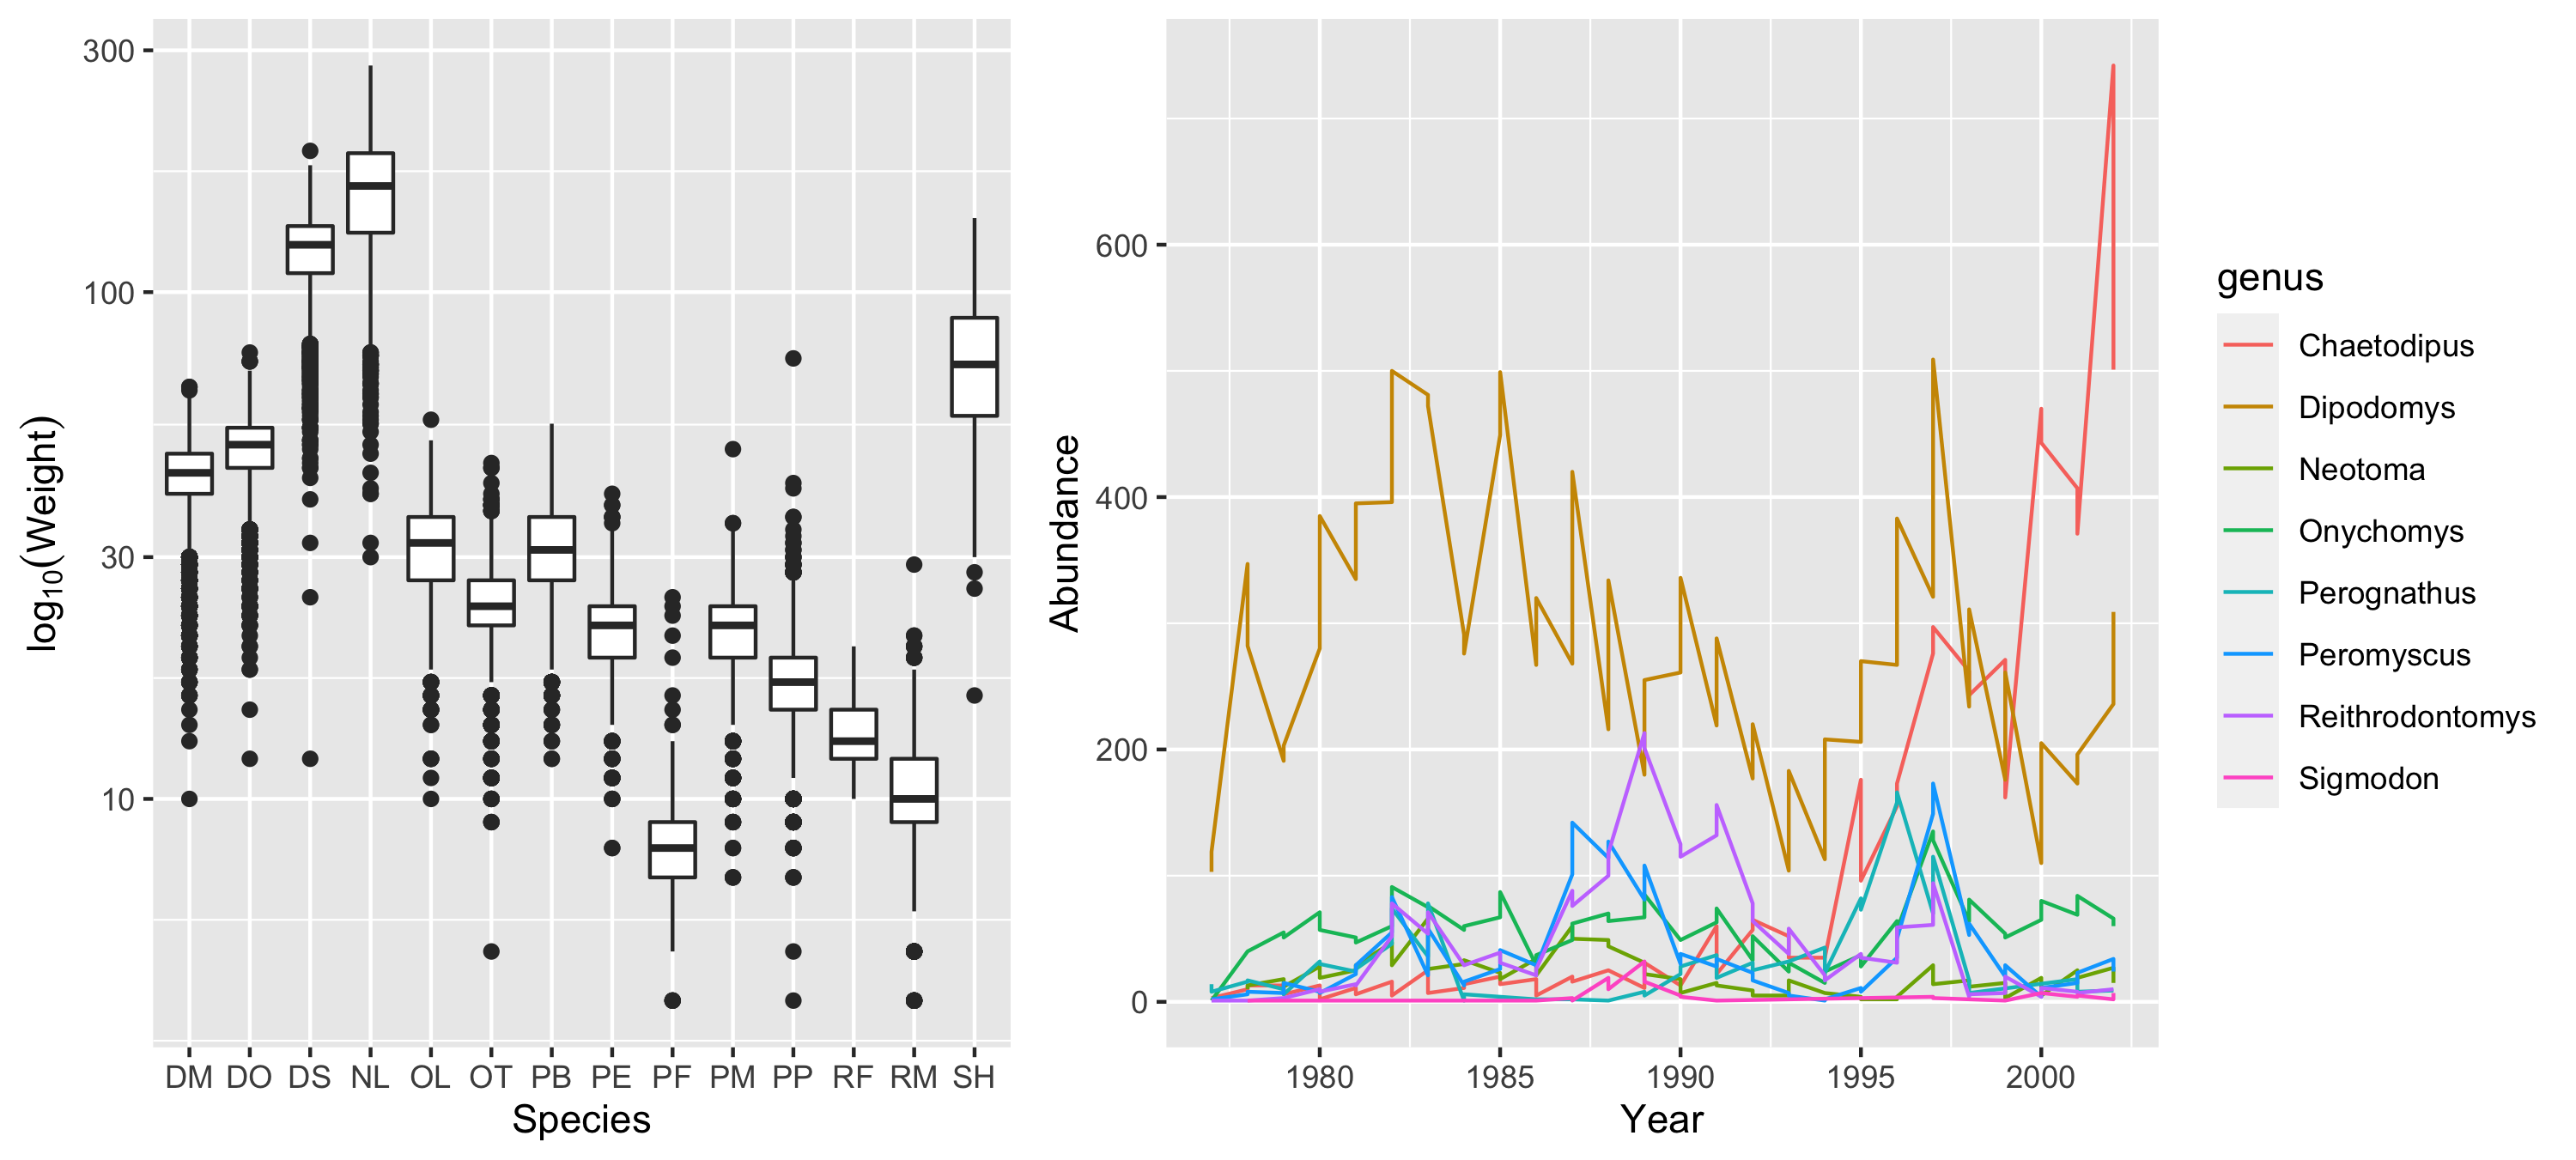 300
100
30
10
log10(Weight)
DM DO DS NL OL OT PB PE PF PM PP RF RM SH
Species
600
400
200
0
Abundance
1980 1985 1990 1995 2000
Year
genus
Chaetodipus
Dipodomys
Neotoma
Onychomys
Perognathus
Peromyscus
Reithrodontomys
Sigmodon